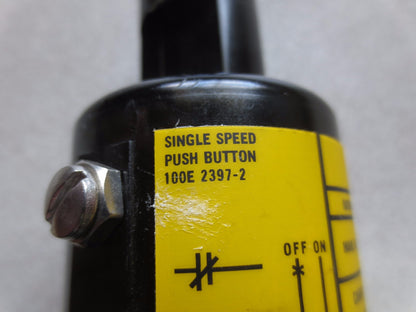 SINGLE SPEED
PUSH BUTTON
100E 2397-2
OFF ON